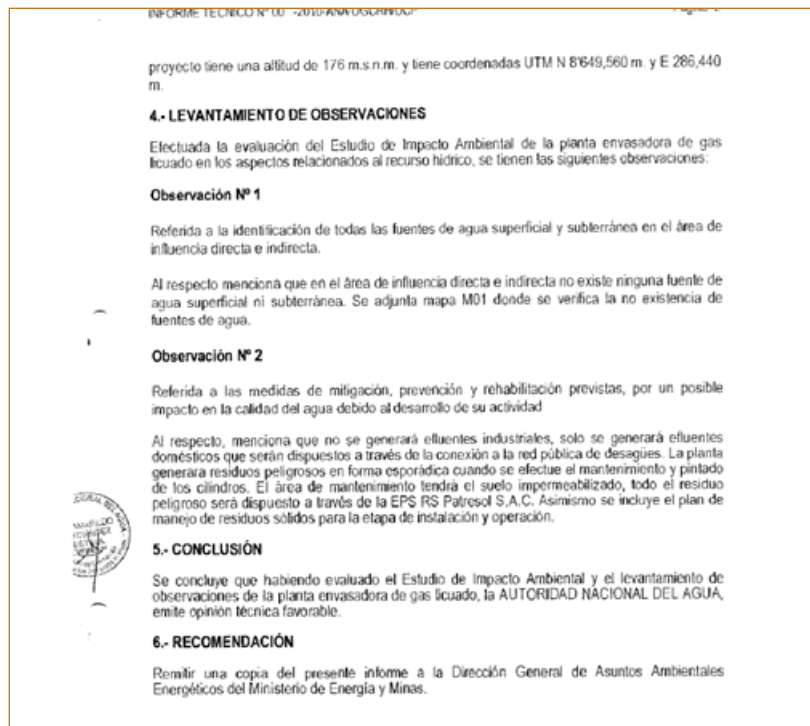 INFORME TECNICO Nº 00 -2010-ANA-DGCRH/DCP Página 2
proyecto tiene una altitud de 176 m.s.n.m. y tiene coordenadas UTM N 8'649,560 m. y E 286,440
m.
4.- LEVANTAMIENTO DE OBSERVACIONES
Efectuada la evaluación del Estudio de Impacto Ambiental de la planta envasadora de gas
licuado en los aspectos relacionados al recurso hídrico, se tienen las siguientes observaciones:
Observación Nº 1
Referida a la identificación de todas las fuentes de agua superficial y subterránea en el área de
influencia directa e indirecta.
Al respecto menciona que en el área de influencia directa e indirecta no existe ninguna fuente de
agua superficial ni subterránea. Se adjunta mapa M01 donde se verifica la no existencia de
fuentes de agua.
Observación Nº 2
Referida a las medidas de mitigación, prevención y rehabilitación previstas, por un posible
impacto en la calidad del agua debido al desarrollo de su actividad
Al respecto, menciona que no se generará efluentes industriales, solo se generará efluentes
domésticos que serán dispuestos a través de la conexión a la red pública de desagües. La planta
generara residuos peligrosos en forma esporádica cuando se efectue el mantenimiento y pintado
de los cilindros. El área de mantenimiento tendrá el suelo impermeabilizado, todo el residuo
peligroso será dispuesto a través de la EPS RS Patresol S.A.C. Asimismo se incluye el plan de
manejo de residuos sólidos para la etapa de instalación y operación.
5.- CONCLUSIÓN
Se concluye que habiendo evaluado el Estudio de Impacto Ambiental y el levantamiento de
observaciones de la planta envasadora de gas licuado, la AUTORIDAD NACIONAL DEL AGUA,
emite opinión técnica favorable.
6.- RECOMENDACIÓN
Remitir una copia del presente informe a la Dirección General de Asuntos Ambientales
Energéticos del Ministerio de Energía y Minas.